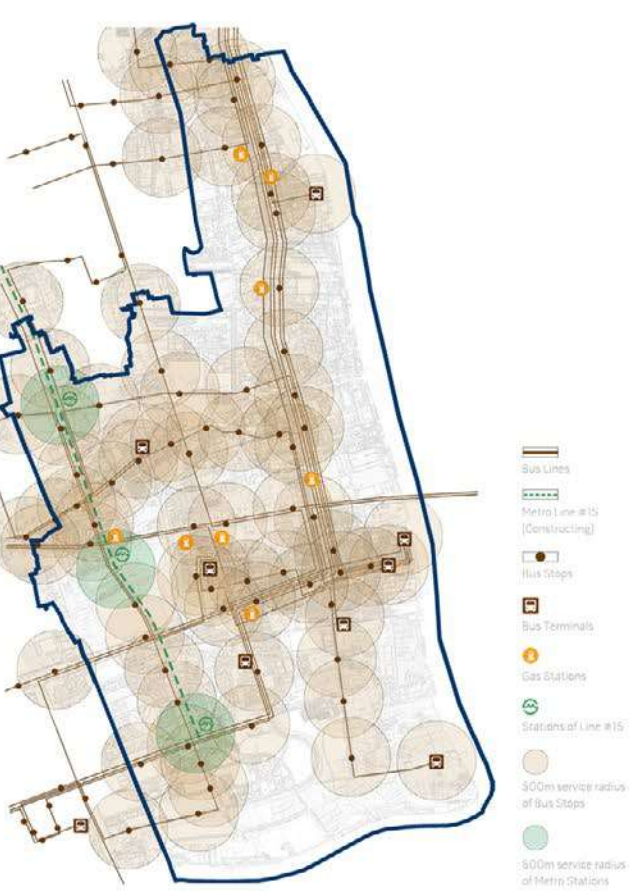 Bus Lines
Metro Line #15
(Constructing)
Bus Stops
Bus Terminals
Gas Stations
Stations of Line #15
500m service radius
of Bus Stops
500m service radius
of Metro Stations